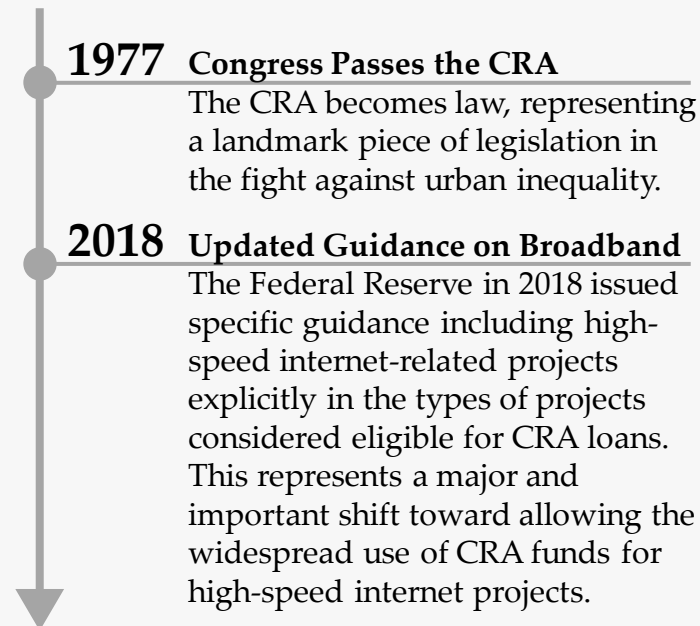 1977 Congress Passes the CRA
The CRA becomes law, representing
a landmark piece of legislation in
the fight against urban inequality.
2018 Updated Guidance on Broadband
The Federal Reserve in 2018 issued
specific guidance including high-
speed internet-related projects
explicitly in the types of projects
considered eligible for CRA loans.
This represents a major and
important shift toward allowing the
widespread use of CRA funds for
high-speed internet projects.